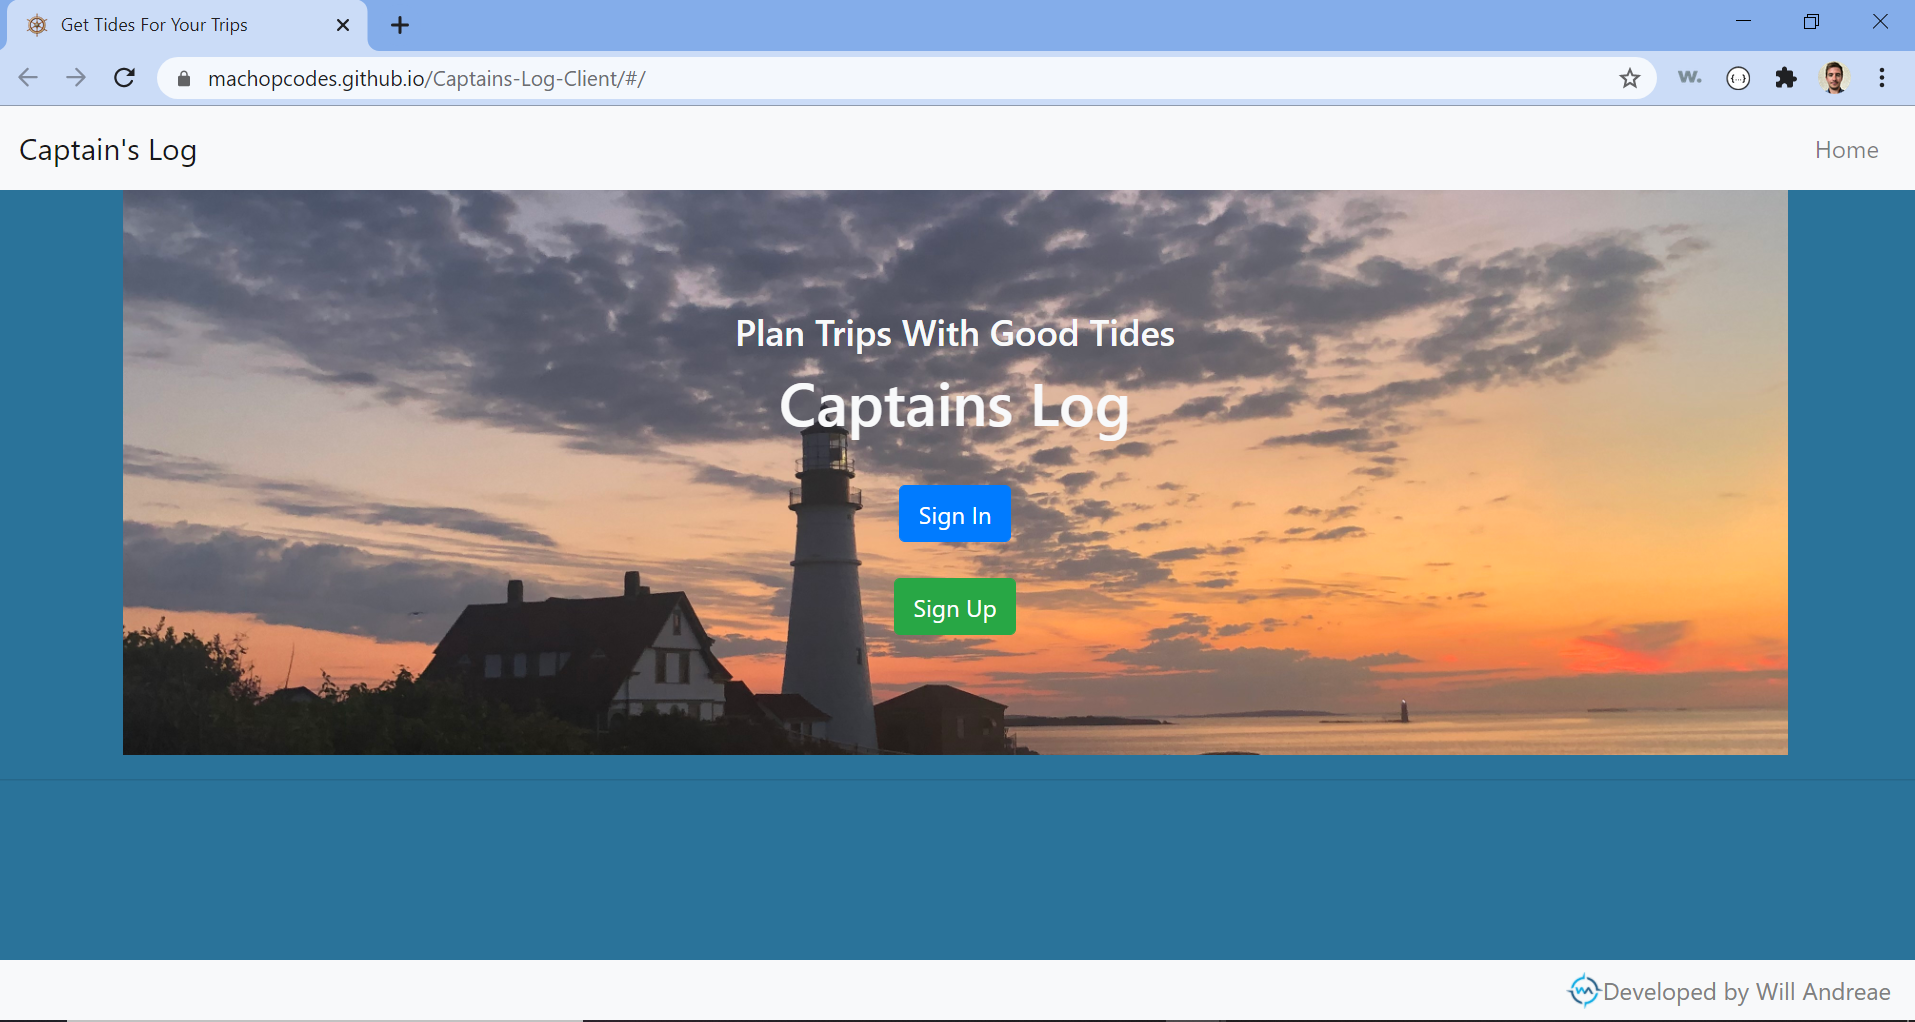 Get Tides For Your Trips
machopcodes.github.io/Captains-Log-Client/#/
w.
{···}
Captain's Log
Home
Plan Trips With Good Tides
Captains Log
Sign In
Sign Up
WA Developed by Will Andreae